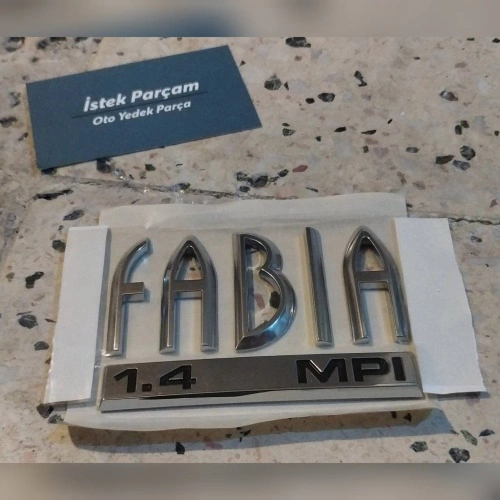 İstek Parçam
Oto Yedek Parça
FABIA
1.4 MPI